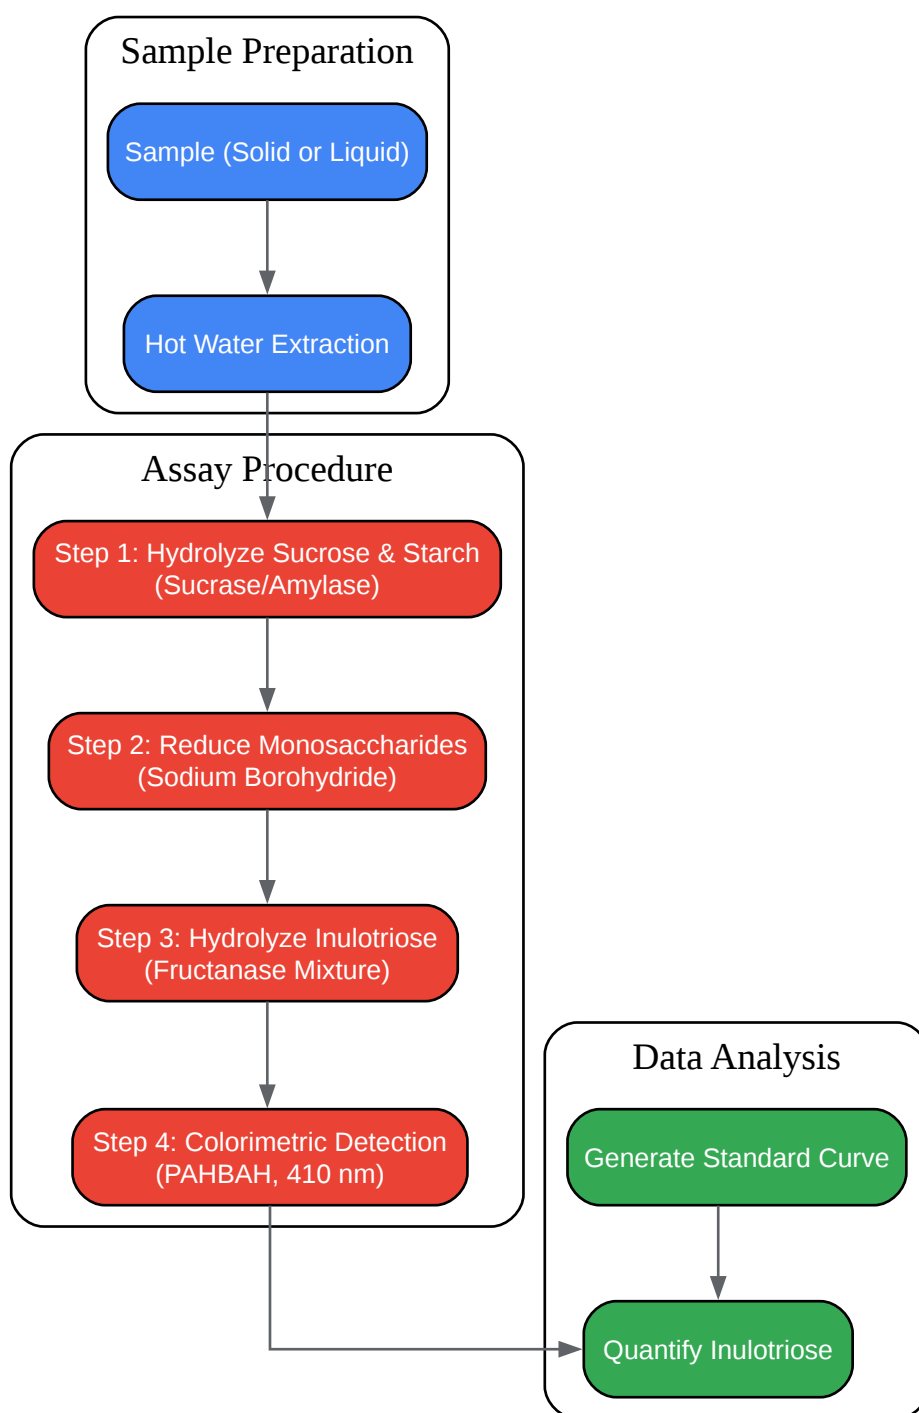 Sample Preparation
Sample (Solid or Liquid)
Hot Water Extraction
Assay Procedure
Step 1: Hydrolyze Sucrose & Starch
(Sucrase/Amylase)
Step 2: Reduce Monosaccharides
(Sodium Borohydride)
Step 3: Hydrolyze Inulotriose
(Fructanase Mixture)
Step 4: Colorimetric Detection
(PAHBAH, 410 nm)
Data Analysis
Generate Standard Curve
Quantify Inulotriose